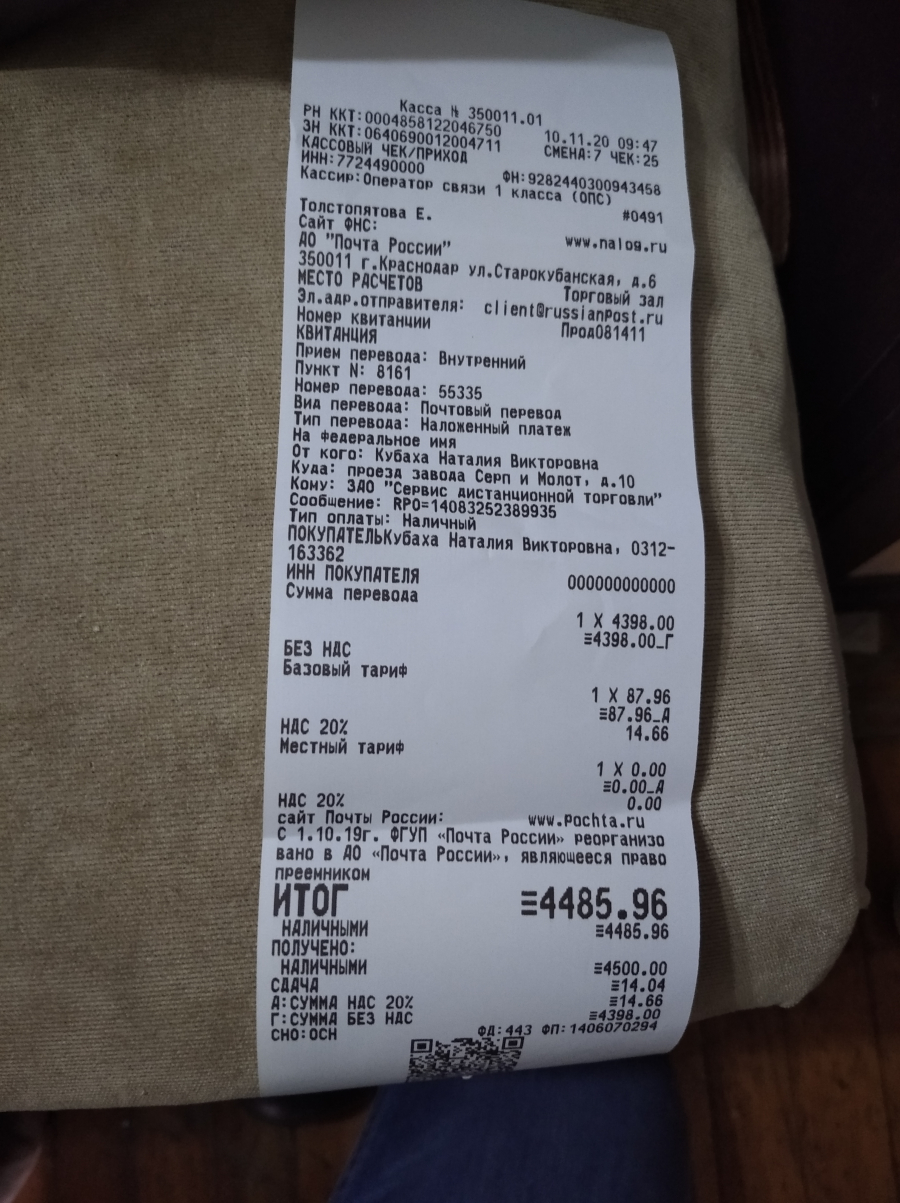 Касса № 350011.01
РН ККТ:0004858122046750 10.11.20 09:47
ЗН ККТ:0640690012004711 СМЕНА:7 ЧЕК:25
КАССОВЫЙ ЧЕК/ПРИХОД
ИНН:7724490000 ФН:9282440300943458
Кассир:Оператор связи 1 класса (ОПС)
#0491
Толстопятова Е.
Сайт ФНС: www.nalog.ru
АО "Почта России"
350011 г.Краснодар ул.Старокубанская, д.6
МЕСТО РАСЧЕТОВ Торговый зал
Эл.адр.отправителя: client@russianPost.ru
Номер квитанции Прод081411
КВИТАНЦИЯ
Прием перевода: Внутренний
Пункт N: 8161
Номер перевода: 55335
Вид перевода: Почтовый перевод
Тип перевода: Наложенный платеж
На федеральное имя
От кого: Кубаха Наталия Викторовна
Куда: проезд завода Серп и Молот, д.10
Кому: ЗАО "Сервис дистанционной торговли"
Сообщение: RPO=14083252389935
Тип оплаты: Наличный
ПОКУПАТЕЛЬКубаха Наталия Викторовна, 0312-
163362
ИНН ПОКУПАТЕЛЯ 000000000000
Сумма перевода
1 X 4398.00
≡4398.00_Г
БЕЗ НДС
Базовый тариф
1 X 87.96
≡87.96_А
НДС 20% 14.66
Местный тариф
1 X 0.00
≡0.00_А
НДС 20% 0.00
сайт Почты России: www.Pochta.ru
С 1.10.19г. ФГУП «Почта России» реорганизо
вано в АО «Почта России», являющееся право
преемником
ИТОГ ≡4485.96
НАЛИЧНЫМИ ≡4485.96
ПОЛУЧЕНО:
НАЛИЧНЫМИ ≡4500.00
СДАЧА ≡14.04
А:СУММА НДС 20% ≡14.66
Г:СУММА БЕЗ НДС ≡4398.00
СНО:ОСН ФД:443 ФП:1406070294